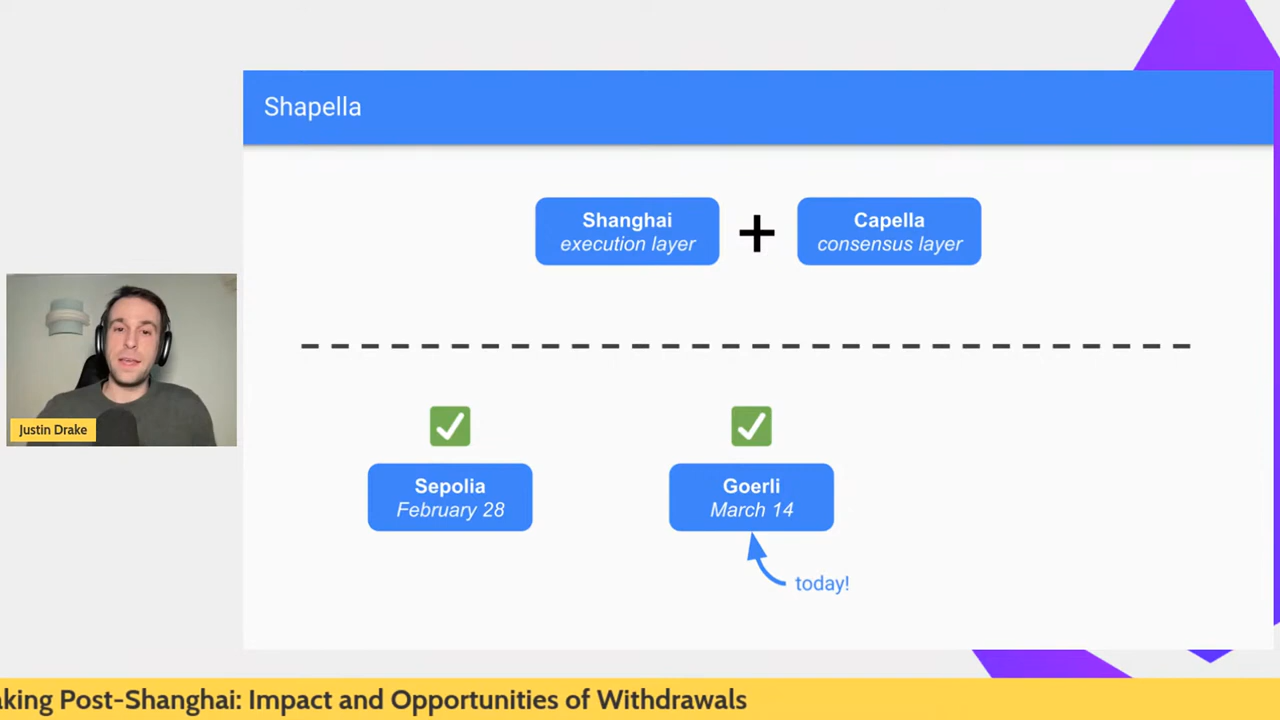 Shapella
Shanghai
execution layer
+
Capella
consensus layer
Sepolia
February 28
Goerli
March 14
today!
Justin Drake
aking Post-Shanghai: Impact and Opportunities of Withdrawals